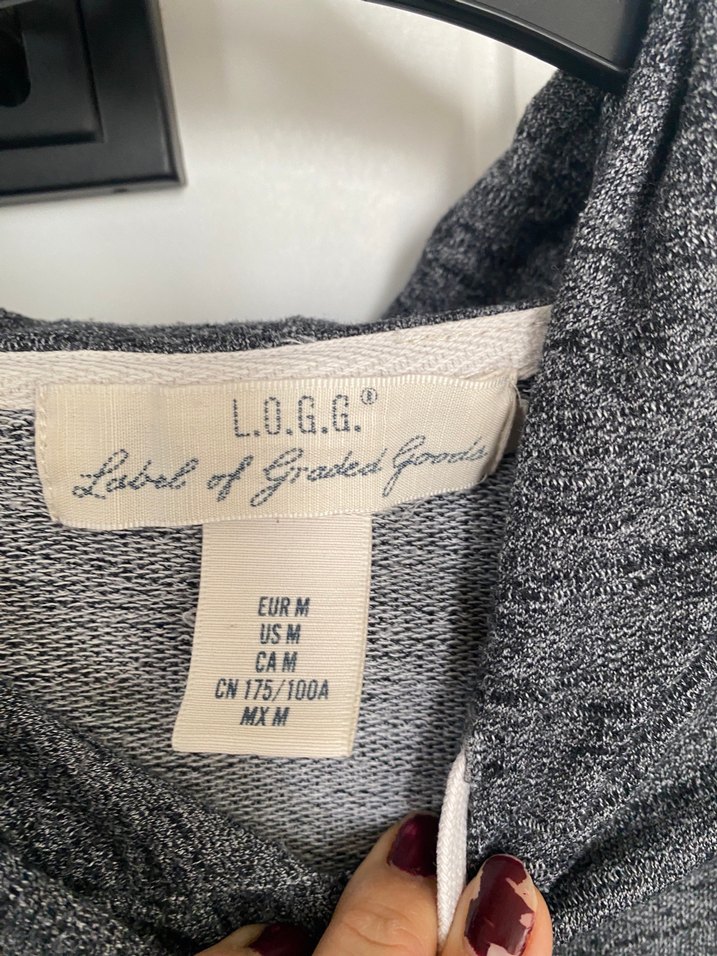 L.O.G.G.®
Label of Graded Goods
EUR M
US M
CA M
CN 175/100A
MX M